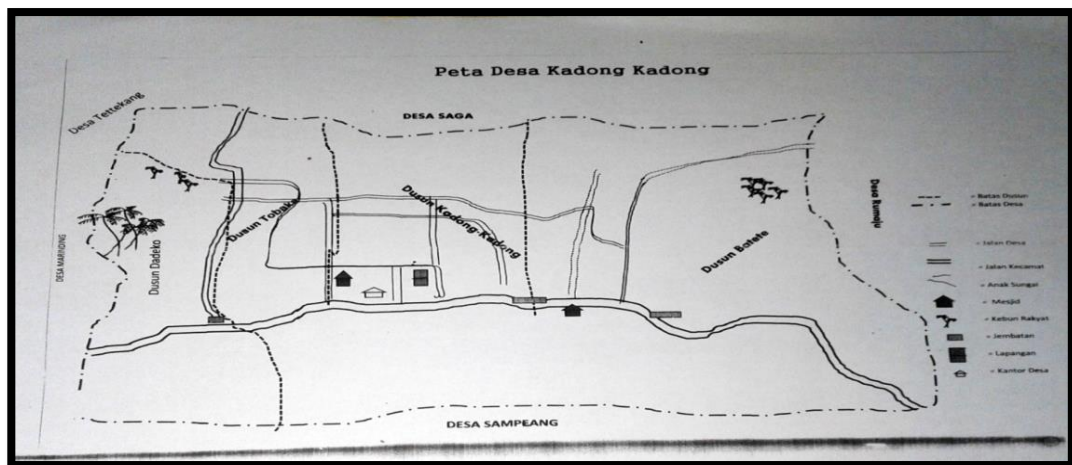 Peta Desa Kadong Kadong
Desa Tettekang
DESA SAGA
DESA MARINDING
Dusun Dadeko
Dusun Tobaka
Dusun Kadong-Kadong
Dusun Batete
Desa Rumaju
DESA SAMPEANG
= Batas Dusun
= Batas Desa
= Jalan Desa
= Jalan Kecamat
= Anak Sungai
= Mesjid
= Kebun Rakyat
= Jembatan
= Lapangan
= Kantor Desa